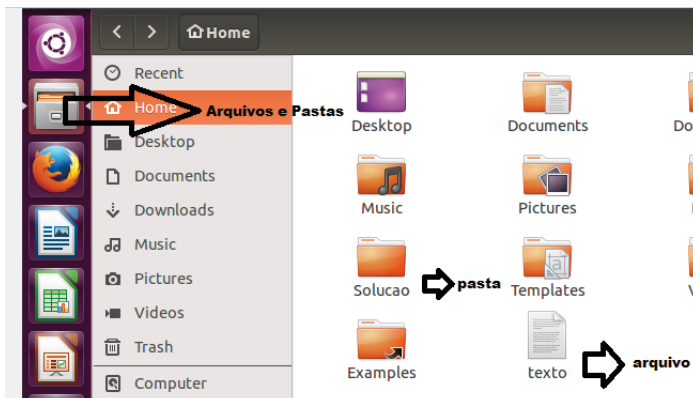 Home
Recent
Home
Arquivos e Pastas
Desktop
Documents
Downloads
Music
Pictures
Videos
Trash
Computer
Desktop
Documents
Do
Music
Pictures
Solucao
pasta
Templates
Examples
texto
arquivo